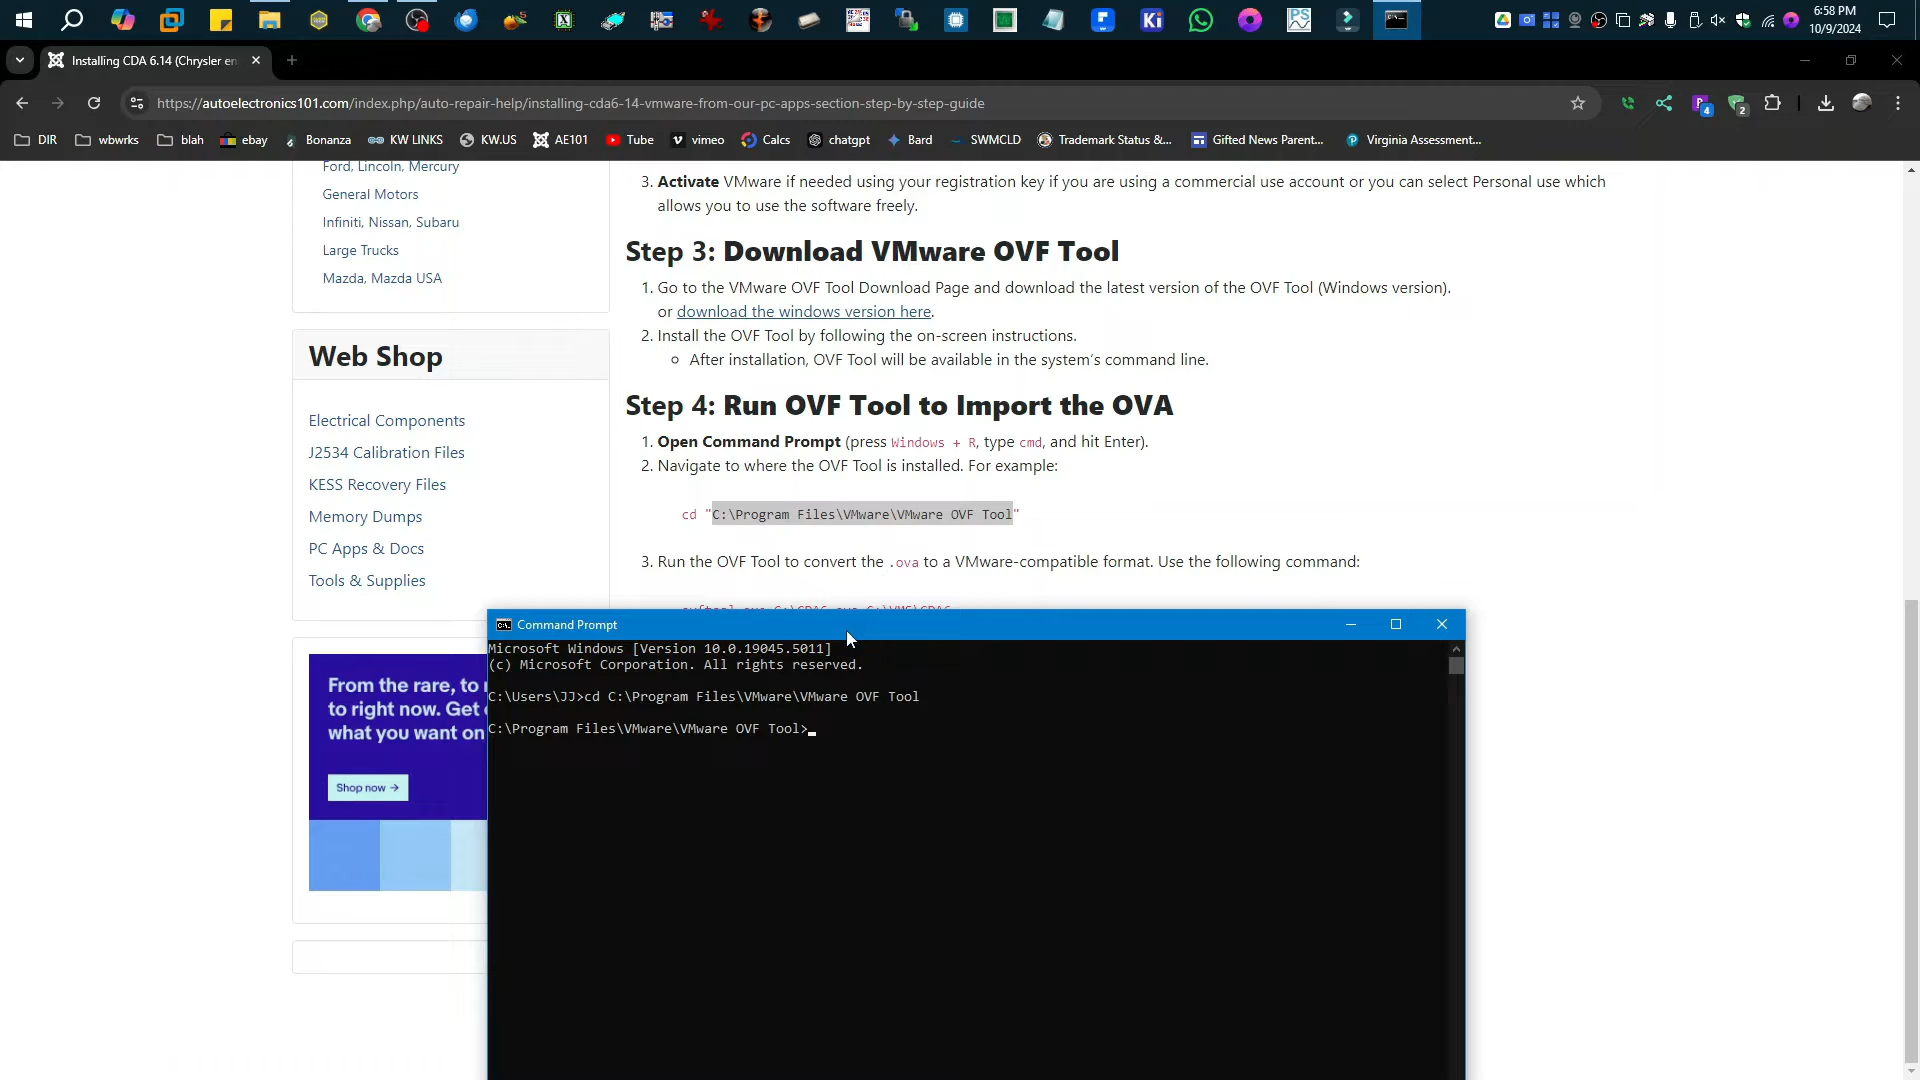 6:58 PM
10/9/2024
Installing CDA 6.14 (Chrysler en
https://autoelectronics101.com/index.php/auto-repair-help/installing-cda6-14-vmware-from-our-pc-apps-section-step-by-step-guide
DIR wbwrks blah ebay Bonanza KW LINKS KW.US AE101 Tube vimeo Calcs chatgpt Bard SWMCLD Trademark Status &... Gifted News Parent... Virginia Assessment...
Ford, Lincoln, Mercury
General Motors
Infiniti, Nissan, Subaru
Large Trucks
Mazda, Mazda USA
Web Shop
Electrical Components
J2534 Calibration Files
KESS Recovery Files
Memory Dumps
PC Apps & Docs
Tools & Supplies
From the rare, to
to right now. Get
what you want on
Shop now →
3. Activate VMware if needed using your registration key if you are using a commercial use account or you can select Personal use which
allows you to use the software freely.
Step 3: Download VMware OVF Tool
1. Go to the VMware OVF Tool Download Page and download the latest version of the OVF Tool (Windows version).
or download the windows version here.
2. Install the OVF Tool by following the on-screen instructions.
After installation, OVF Tool will be available in the system's command line.
Step 4: Run OVF Tool to Import the OVA
1. Open Command Prompt (press Windows + R, type cmd, and hit Enter).
2. Navigate to where the OVF Tool is installed. For example:
cd "C:\Program Files\VMware\VMware OVF Tool"
3. Run the OVF Tool to convert the .ova to a VMware-compatible format. Use the following command:
Command Prompt
Microsoft Windows [Version 10.0.19045.5011]
(c) Microsoft Corporation. All rights reserved.
C:\Users\JJ>cd C:\Program Files\VMware\VMware OVF Tool
C:\Program Files\VMware\VMware OVF Tool>